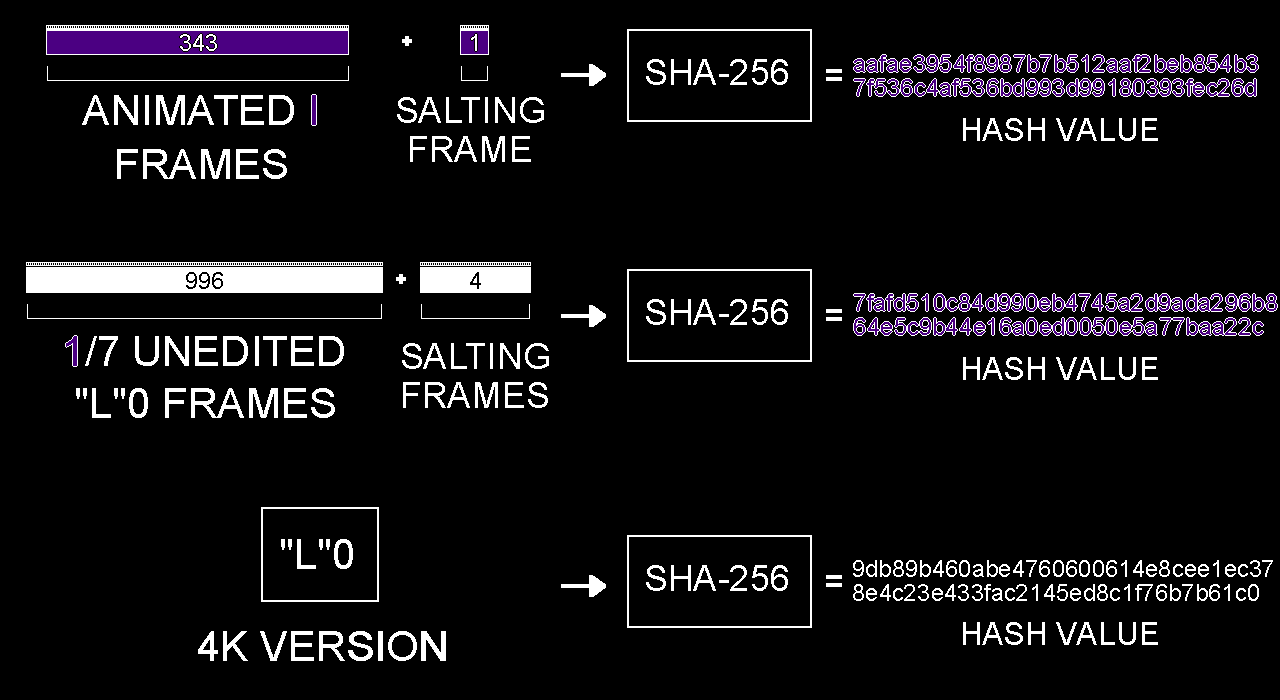 343 + 1
ANIMATED I
FRAMES
SALTING
FRAME
SHA-256
= aafae3954f8987b7b512aaf2beb854b3
7f536c4af536bd993d99180393fec26d
HASH VALUE
996 + 4
1/7 UNEDITED
"L"0 FRAMES
SALTING
FRAMES
SHA-256
= 7fafd510c84d990eb4745a2d9ada296b8
64e5c9b44e16a0ed0050e5a77baa22c
HASH VALUE
"L"0
4K VERSION
SHA-256
= 9db89b460abe4760600614e8cee1ec37
8e4c23e433fac2145ed8c1f76b7b61c0
HASH VALUE